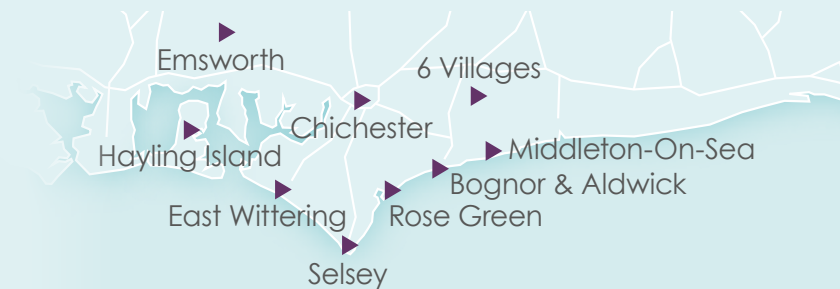 Emsworth
6 Villages
Chichester
Hayling Island
Middleton-On-Sea
Bognor & Aldwick
East Wittering
Rose Green
Selsey